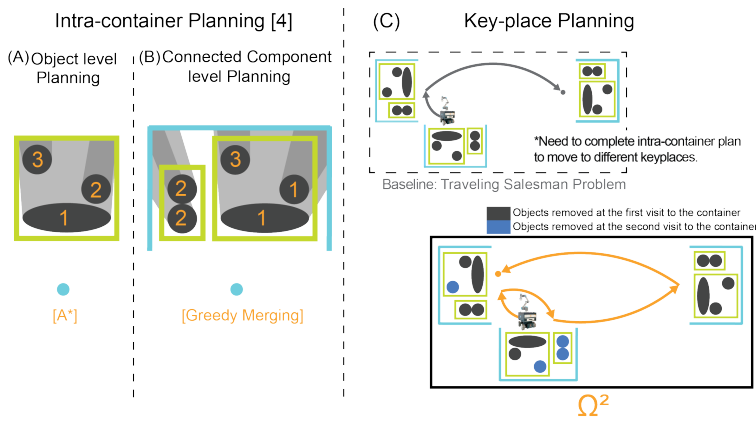 Intra-container Planning [4]
(A) Object level
Planning
3
2
1
[A*]
(B) Connected Component
level Planning
3
2
1
2
1
[Greedy Merging]
(C) Key-place Planning
*Need to complete intra-container plan
to move to different keyplaces.
Baseline: Traveling Salesman Problem
Objects removed at the first visit to the container
Objects removed at the second visit to the container
Ω²